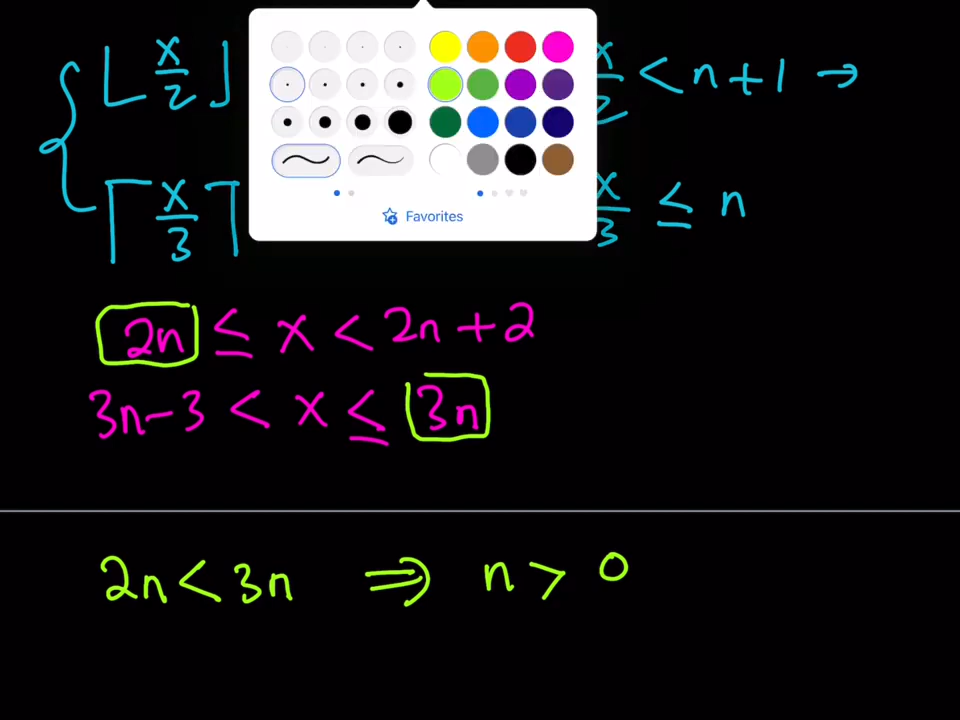 ⌊x/2⌋ x/2 < n + 1 →
⌈x/3⌉ x/3 ≤ n
Favorites
2n ≤ x < 2n + 2
3n − 3 < x ≤ 3n
2n < 3n ⇒ n > 0